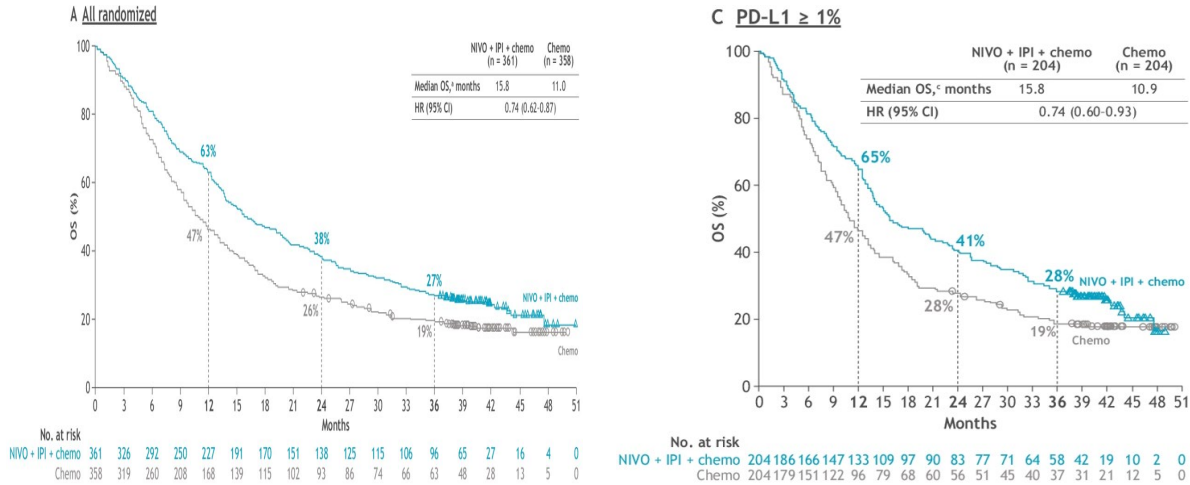 A All randomized
NIVO + IPI + chemo Chemo
(n = 361) (n = 358)
Median OS,ᵃ months 15.8 11.0
HR (95% CI) 0.74 (0.62-0.87)
100
80
60
40
20
0
OS (%)
63%
47%
38%
26%
27%
19%
NIVO + IPI + chemo
Chemo
0 3 6 9 12 15 18 21 24 27 30 33 36 39 42 45 48 51
Months
No. at risk
NIVO + IPI + chemo 361 326 292 250 227 191 170 151 138 125 115 106 96 65 27 16 4 0
Chemo 358 319 260 208 168 139 115 102 93 86 74 66 63 48 28 13 5 0
C PD-L1 ≥ 1%
NIVO + IPI + chemo Chemo
(n = 204) (n = 204)
Median OS,ᶜ months 15.8 10.9
HR (95% CI) 0.74 (0.60-0.93)
100
80
60
40
20
0
OS (%)
65%
47%
41%
28%
28%
19%
NIVO + IPI + chemo
Chemo
0 3 6 9 12 15 18 21 24 27 30 33 36 39 42 45 48 51
Months
No. at risk
NIVO + IPI + chemo 204 186 166 147 133 109 97 90 83 77 71 64 58 42 19 10 2 0
Chemo 204 179 151 122 96 79 68 60 56 51 45 40 37 31 21 12 5 0